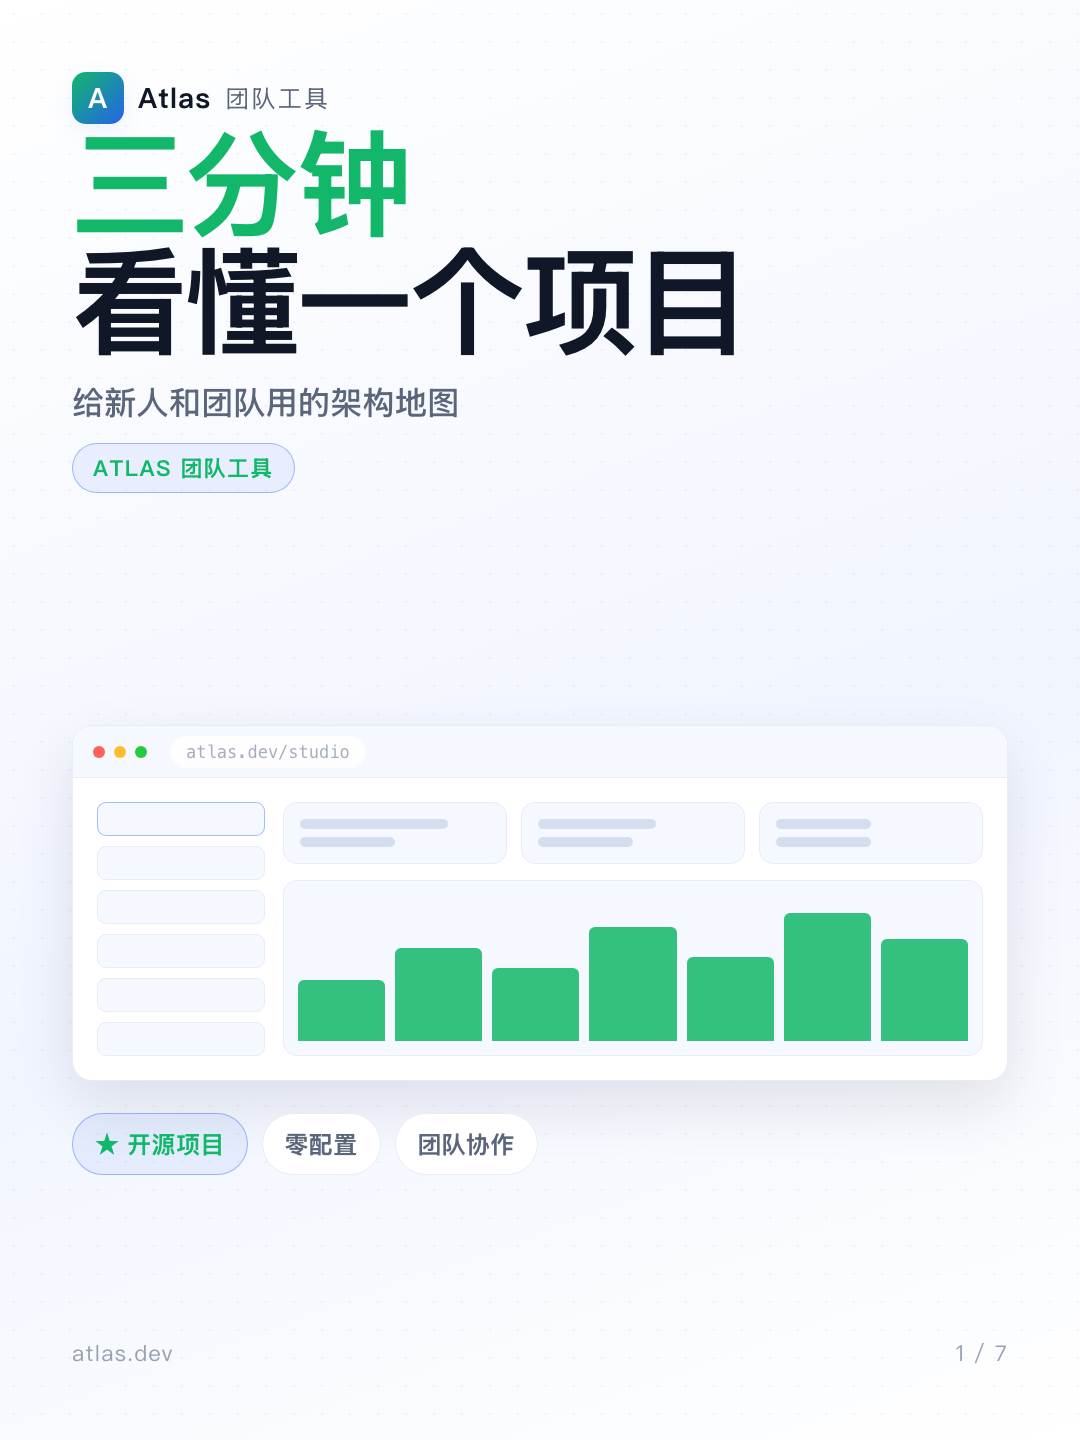 A Atlas 团队工具
三分钟
看懂一个项目
给新人和团队用的架构地图
ATLAS 团队工具
atlas.dev/studio
★ 开源项目 零配置 团队协作
atlas.dev 1 / 7